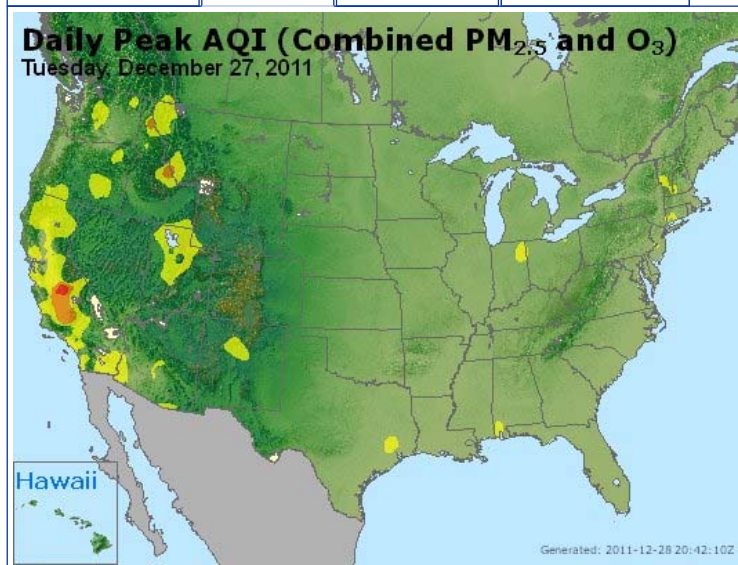 Daily Peak AQI (Combined PM2.5 and O3)
Tuesday, December 27, 2011
Hawaii
Generated: 2011-12-28 20:42:10Z